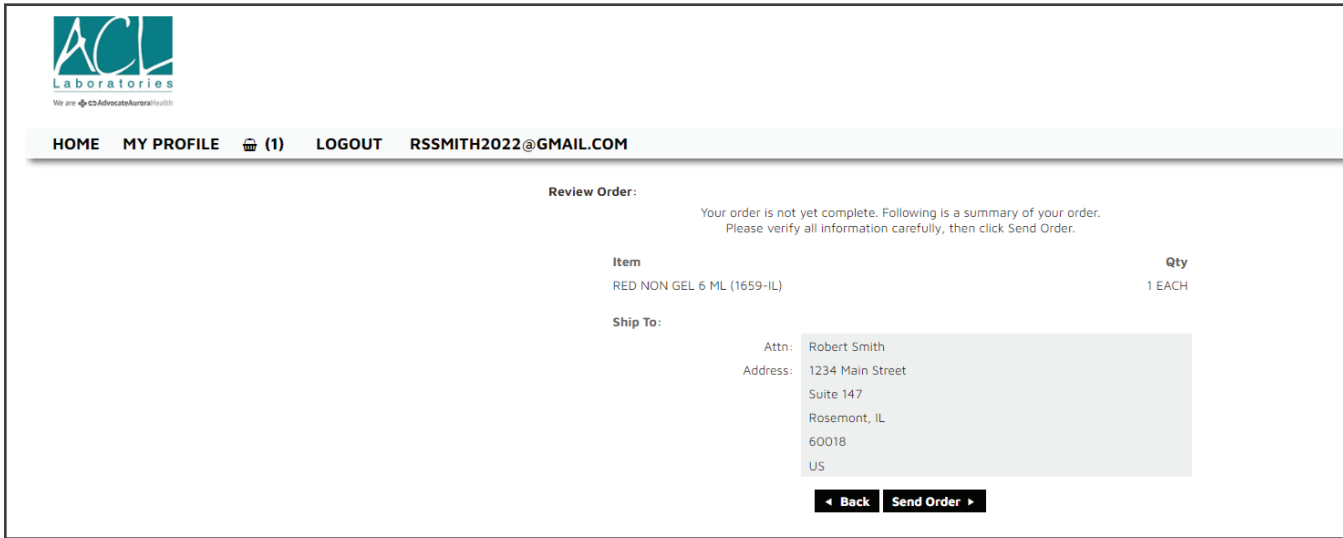 ACL
Laboratories
We are AdvocateAuroraHealth
HOME MY PROFILE (1) LOGOUT RSSMITH2022@GMAIL.COM
Review Order:
Your order is not yet complete. Following is a summary of your order.
Please verify all information carefully, then click Send Order.
Item Qty
RED NON GEL 6 ML (1659-IL) 1 EACH
Ship To:
Attn: Robert Smith
Address: 1234 Main Street
Suite 147
Rosemont, IL
60018
US
Back Send Order